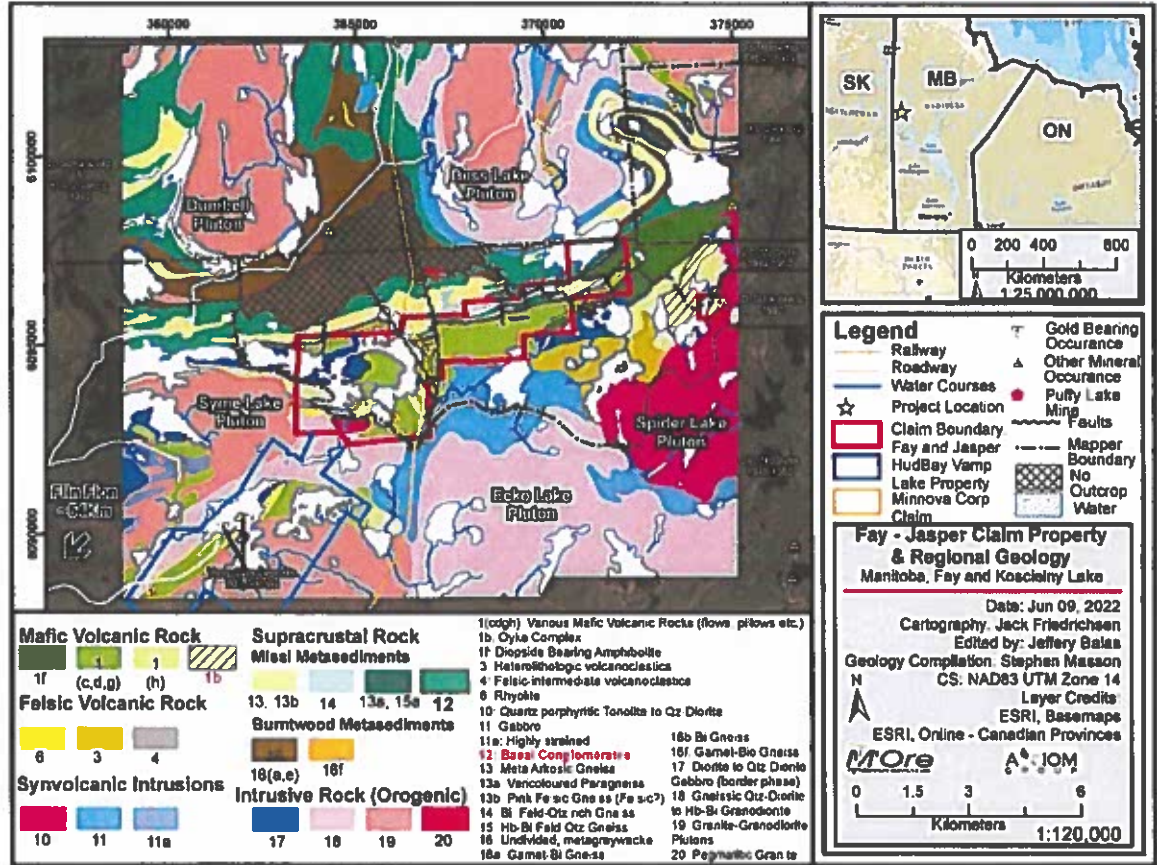 360000 365000 370000 375000
6100000
6095000
6090000
Dumbell
Pluton
Buss Lake
Pluton
Syme Lake
Pluton
Spider Lake
Pluton
Ecko Lake
Pluton
Flin Flon
~64Km
SK
MB
ON
0 200 400 800
Kilometers
1:25,000,000
Legend
Railway
Roadway
Water Courses
Project Location
Claim Boundary
Fay and Jasper
HudBay Vamp
Lake Property
Minnova Corp
Claim
Gold Bearing
Occurance
Other Mineral
Occurance
Puffy Lake
Mine
Faults
Mapper
Boundary
No
Outcrop
Water
Fay - Jasper Claim Property
& Regional Geology
Manitoba, Fay and Koscielny Lake
Date: Jun 09, 2022
Cartography: Jack Friedrichsen
Edited by: Jeffery Balas
Geology Compilation: Stephen Masson
N
CS: NAD83 UTM Zone 14
Layer Credits:
ESRI, Basemaps
ESRI, Online - Canadian Provinces
M'Ore
GROUP
0 1.5 3 6
Kilometers
1:120,000
Mafic Volcanic Rock
1f
1
(c,d,g)
1
(h)
1b
Felsic Volcanic Rock
6 3 4
Synvolcanic Intrusions
10 11 11a
Supracrustal Rock
Missi Metasediments
13, 13b 14 13a, 15a 12
Burntwood Metasediments
16(a,e) 16f
Intrusive Rock (Orogenic)
17 18 19 20
1(cdgh) Various Mafic Volcanic Rocks (flows, pillows etc.)
1b. Dyke Complex
1f Diopside Bearing Amphibolite
3 Heterolithologic volcanoclastics
4 Felsic-intermediate volcanoclastics
6 Rhyolite
10 Quartz porphyritic Tonolite to Qz-Diorite
11 Gabbro
11a: Highly strained
12: Basal Conglomerates
13 Meta Arkosic Gneiss
13a Varicoloured Paragneiss
13b Pink Felsic Gneiss (Felsic?)
14 Bi Feld-Qtz rich Gneiss
15 Hb-Bi Feld Qtz Gneiss
16 Undivided, metagreywacke
16a Garnet-Bi Gneiss
16b Bi Gneiss
16f. Garnet-Bio Gneiss
17 Diorite to Qtz Diorite
Gabbro (border phase)
18 Gneissic Qtz-Diorite
to Hb-Bi Granodiorite
19 Granite-Granodiorite
Plutons
20 Pegmatitic Granite